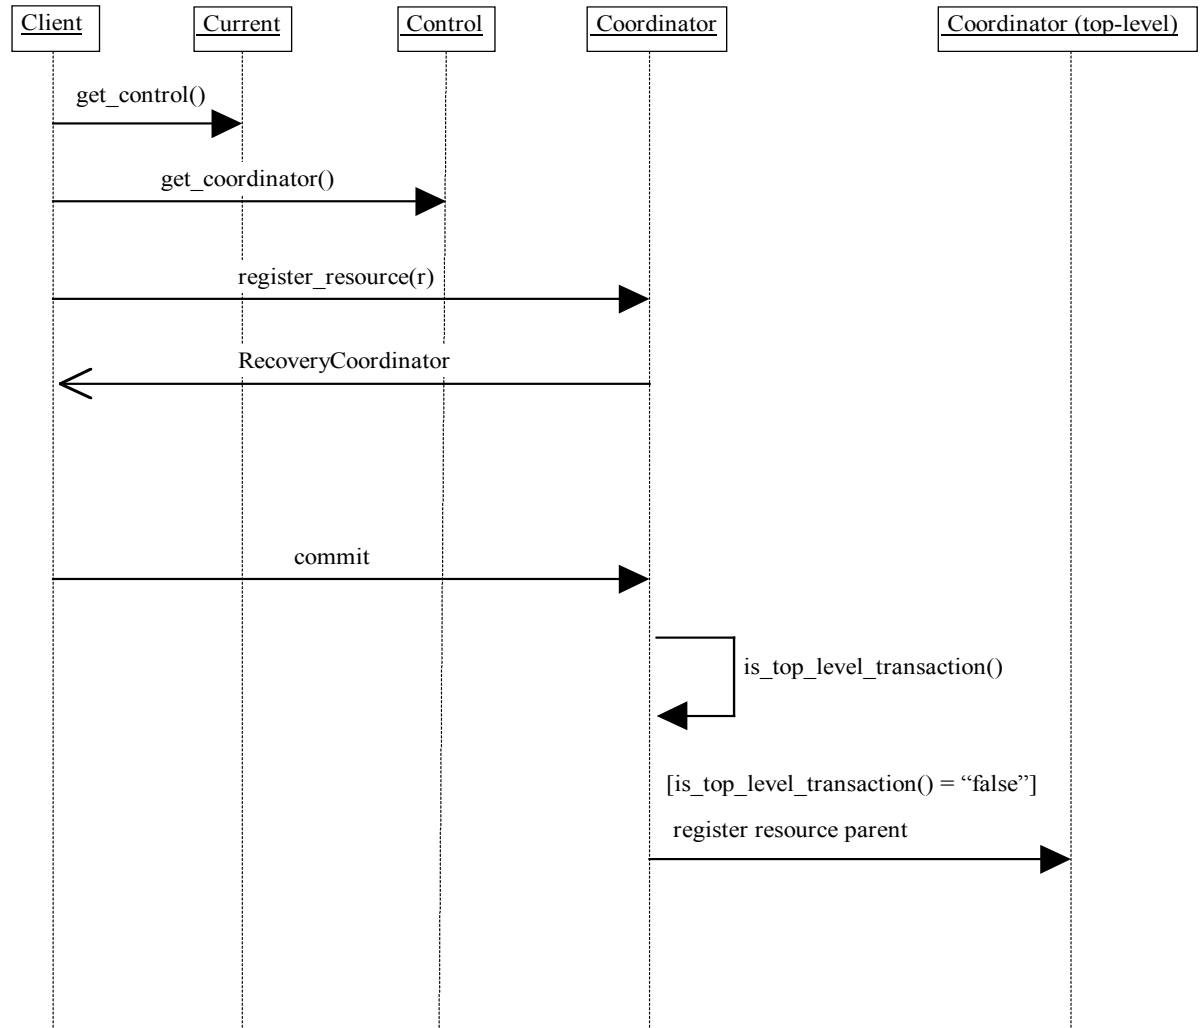 Client
Current
Control
Coordinator
Coordinator (top-level)
get_control()
get_coordinator()
register_resource(r)
RecoveryCoordinator
commit
is_top_level_transaction()
[is_top_level_transaction() = “false”]
register resource parent